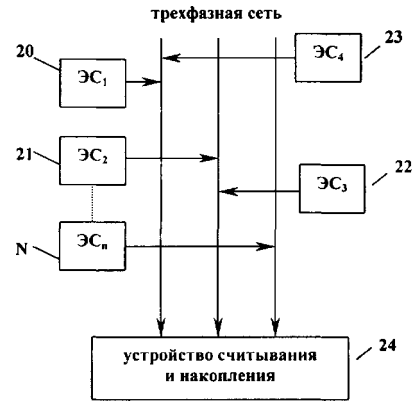 трехфазная сеть
20
ЭС₁
ЭС₄
23
21
ЭС₂
ЭС₃
22
N
ЭСₙ
устройство считывания
и накопления
24